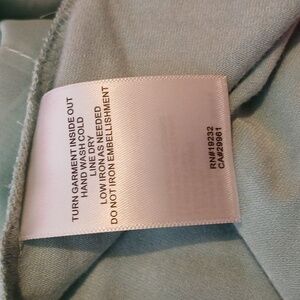 TURN GARMENT INSIDE OUT
HAND WASH COLD
LINE DRY
LOW IRON AS NEEDED
DO NOT IRON EMBELLISHMENT
RN#19232
CA#29961